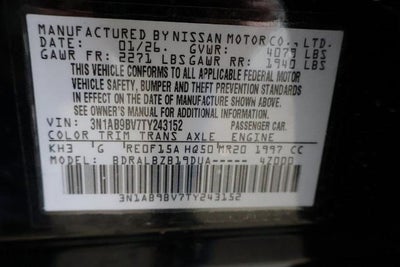 MANUFACTURED BY NISSAN MOTOR CO., LTD.
DATE: 01/26 GVWR: 4079 LBS
GAWR FR: 2271 LBS GAWR RR: 1940 LBS
THIS VEHICLE CONFORMS TO ALL APPLICABLE FEDERAL MOTOR
VEHICLE SAFETY, BUMPER AND THEFT PREVENTION STANDARDS
IN EFFECT ON THE DATE OF MANUFACTURE SHOWN ABOVE.
SEE OWNER'S MANUAL FOR ADDITIONAL INFORMATION
VIN: 3N1AB9BV7TY243152 PASSENGER CAR
COLOR TRIM TRANS AXLE ENGINE
KH3 G RE0F15A H050 MR20 1997 CC
MODEL: BDRALBZB19DUA----- 47000
3N1AB9BV7TY243152